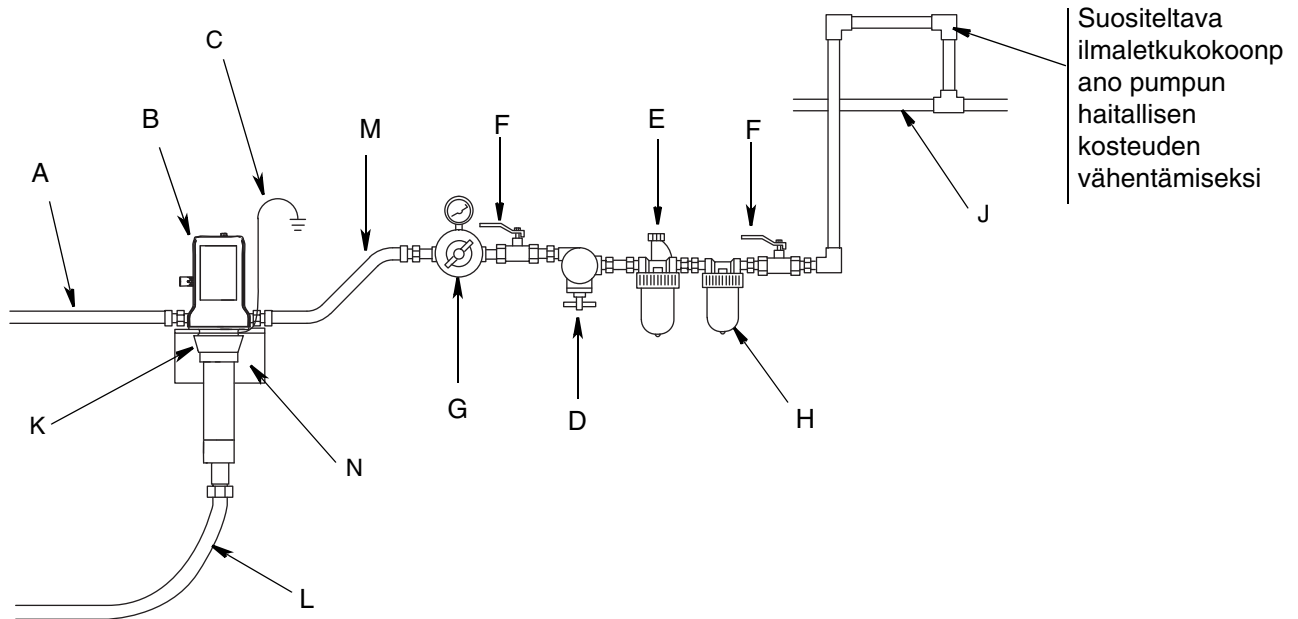 C
B
M
F
E
F
A
J
K
N
G
D
H
L
Suositeltava
ilmaletkukokoonp
ano pumpun
haitallisen
kosteuden
vähentämiseksi